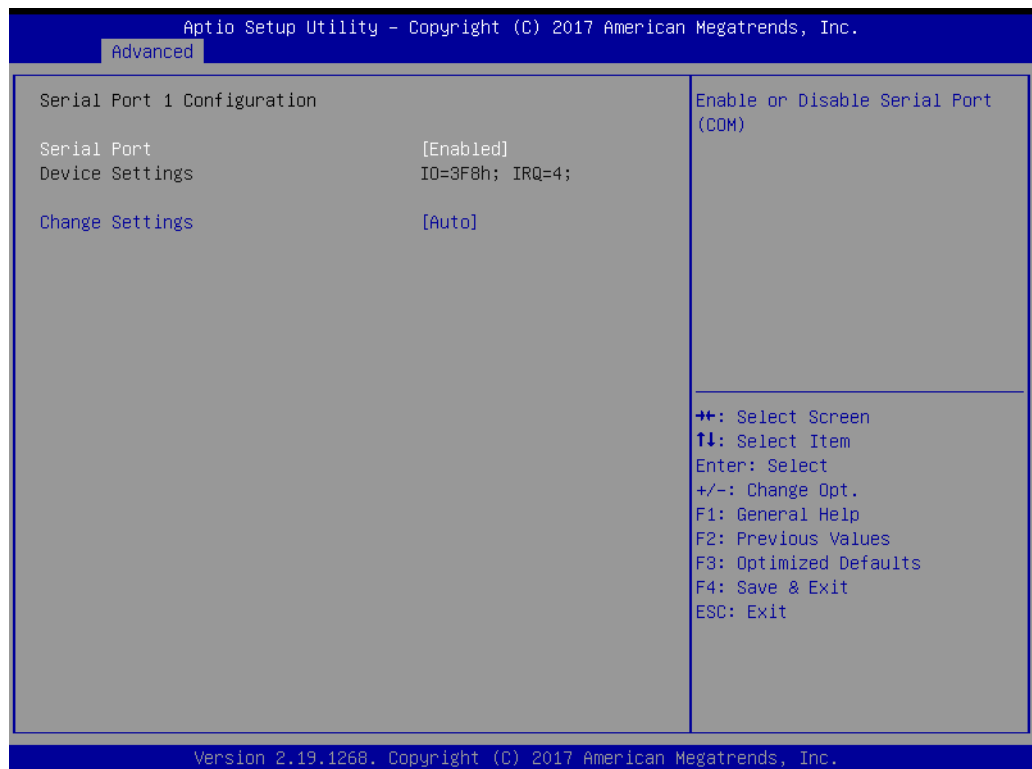 Aptio Setup Utility – Copyright (C) 2017 American Megatrends, Inc.
Advanced
Serial Port 1 Configuration
Serial Port [Enabled]
Device Settings IO=3F8h; IRQ=4;
Change Settings [Auto]
Enable or Disable Serial Port
(COM)
→←: Select Screen
↑↓: Select Item
Enter: Select
+/-: Change Opt.
F1: General Help
F2: Previous Values
F3: Optimized Defaults
F4: Save & Exit
ESC: Exit
Version 2.19.1268. Copyright (C) 2017 American Megatrends, Inc.